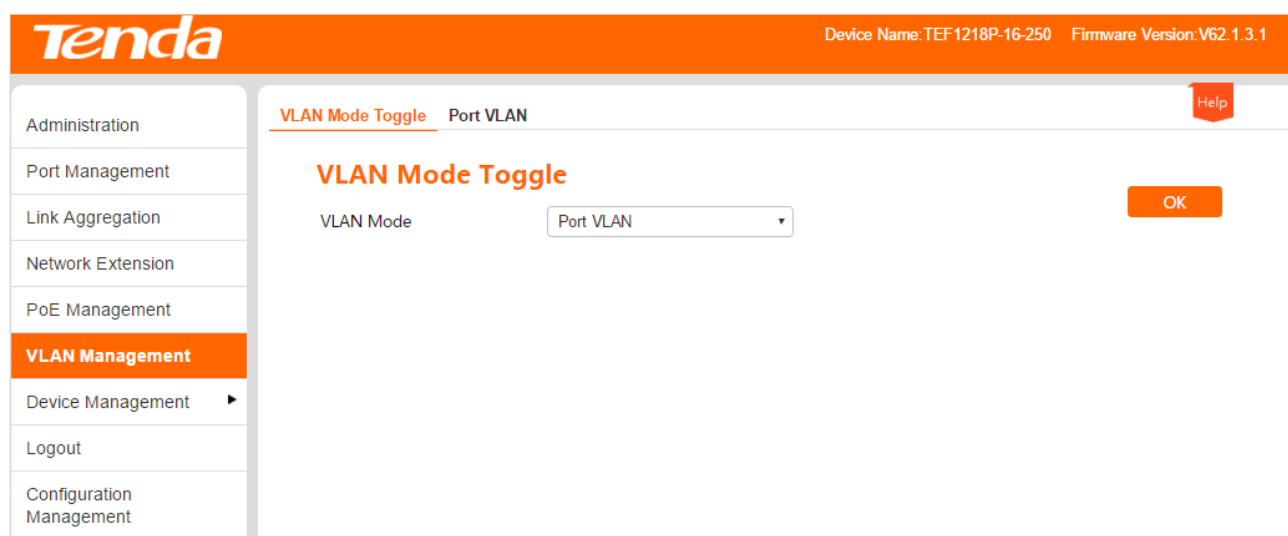 Tenda
Device Name:TEF1218P-16-250 Firmware Version:V62.1.3.1
Administration
Port Management
Link Aggregation
Network Extension
PoE Management
VLAN Management
Device Management
Logout
Configuration
Management
VLAN Mode Toggle Port VLAN
Help
VLAN Mode Toggle
VLAN Mode Port VLAN
OK